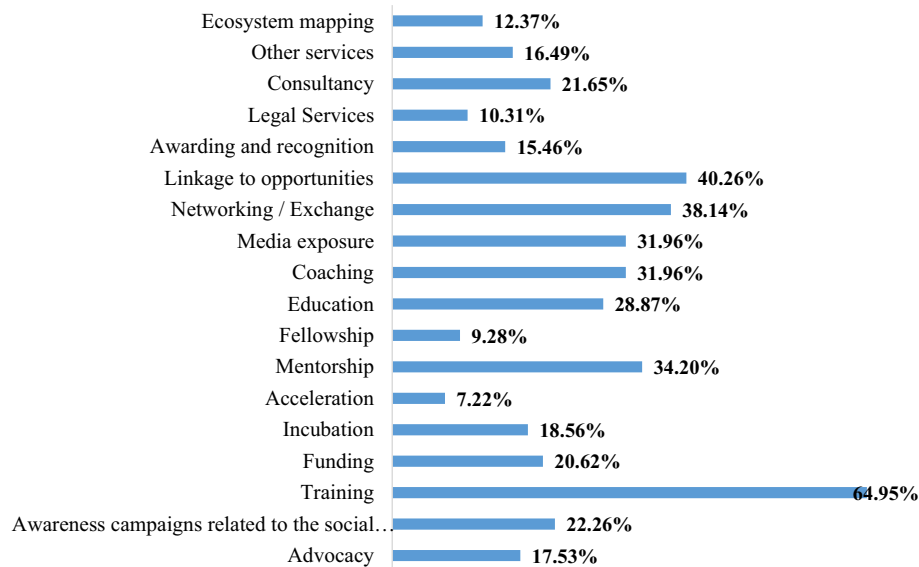 Ecosystem mapping 12.37%
Other services 16.49%
Consultancy 21.65%
Legal Services 10.31%
Awarding and recognition 15.46%
Linkage to opportunities 40.26%
Networking / Exchange 38.14%
Media exposure 31.96%
Coaching 31.96%
Education 28.87%
Fellowship 9.28%
Mentorship 34.20%
Acceleration 7.22%
Incubation 18.56%
Funding 20.62%
Training 64.95%
Awareness campaigns related to the social… 22.26%
Advocacy 17.53%